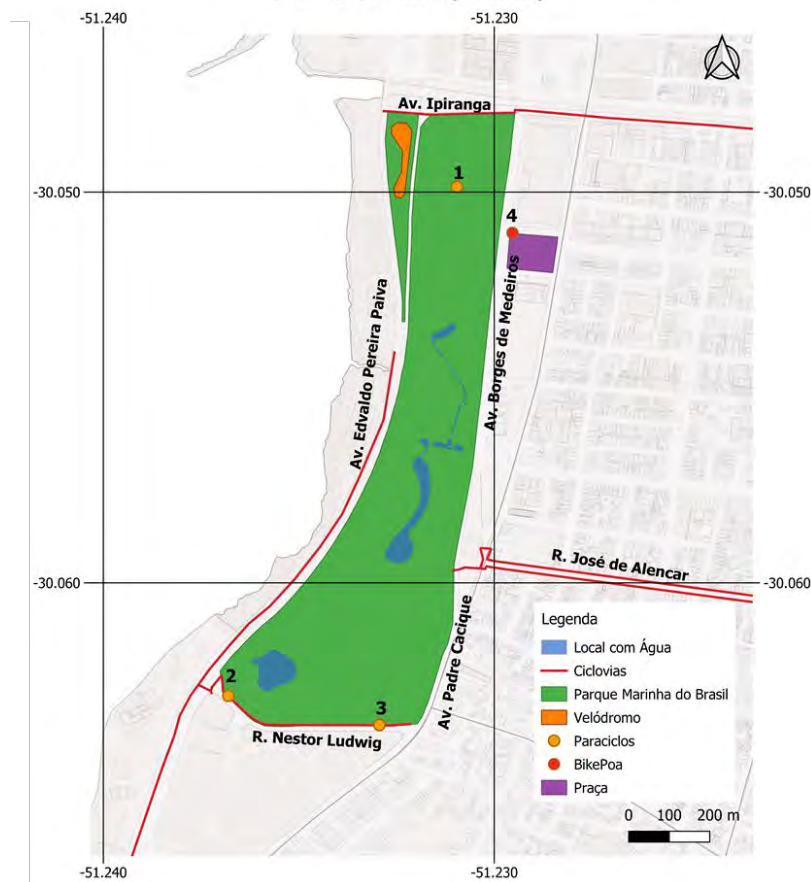 -51.240
-51.230
Av. Ipiranga
1
-30.050
-30.050
4
Av. Edvaldo Pereira Paiva
Av. Borges de Medeiros
R. José de Alencar
-30.060
-30.060
Av. Padre Cacique
2
3
R. Nestor Ludwig
Legenda
Local com Água
Ciclovias
Parque Marinha do Brasil
Velódromo
Paraciclos
BikePoa
Praça
0 100 200 m
-51.240
-51.230